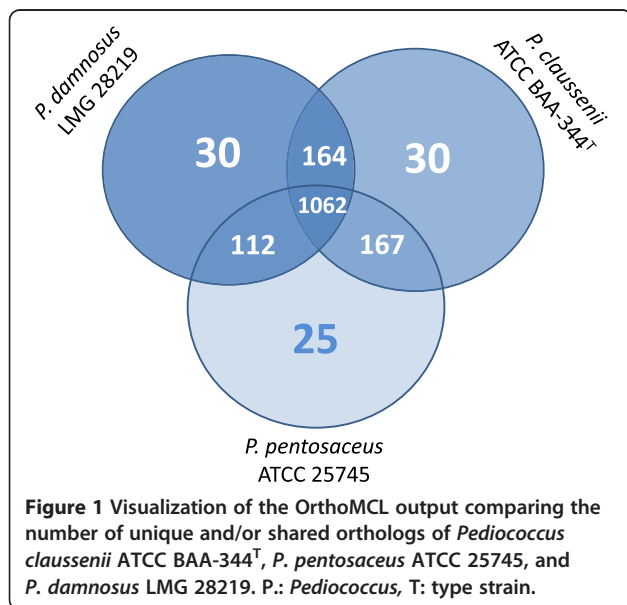 P. damnosus
LMG 28219
P. claussenii
ATCC BAA-344ᵀ
30
164
30
1062
112
167
25
P. pentosaceus
ATCC 25745
Figure 1 Visualization of the OrthoMCL output comparing the
number of unique and/or shared orthologs of Pediococcus
claussenii ATCC BAA-344ᵀ, P. pentosaceus ATCC 25745, and
P. damnosus LMG 28219. P.: Pediococcus, T: type strain.